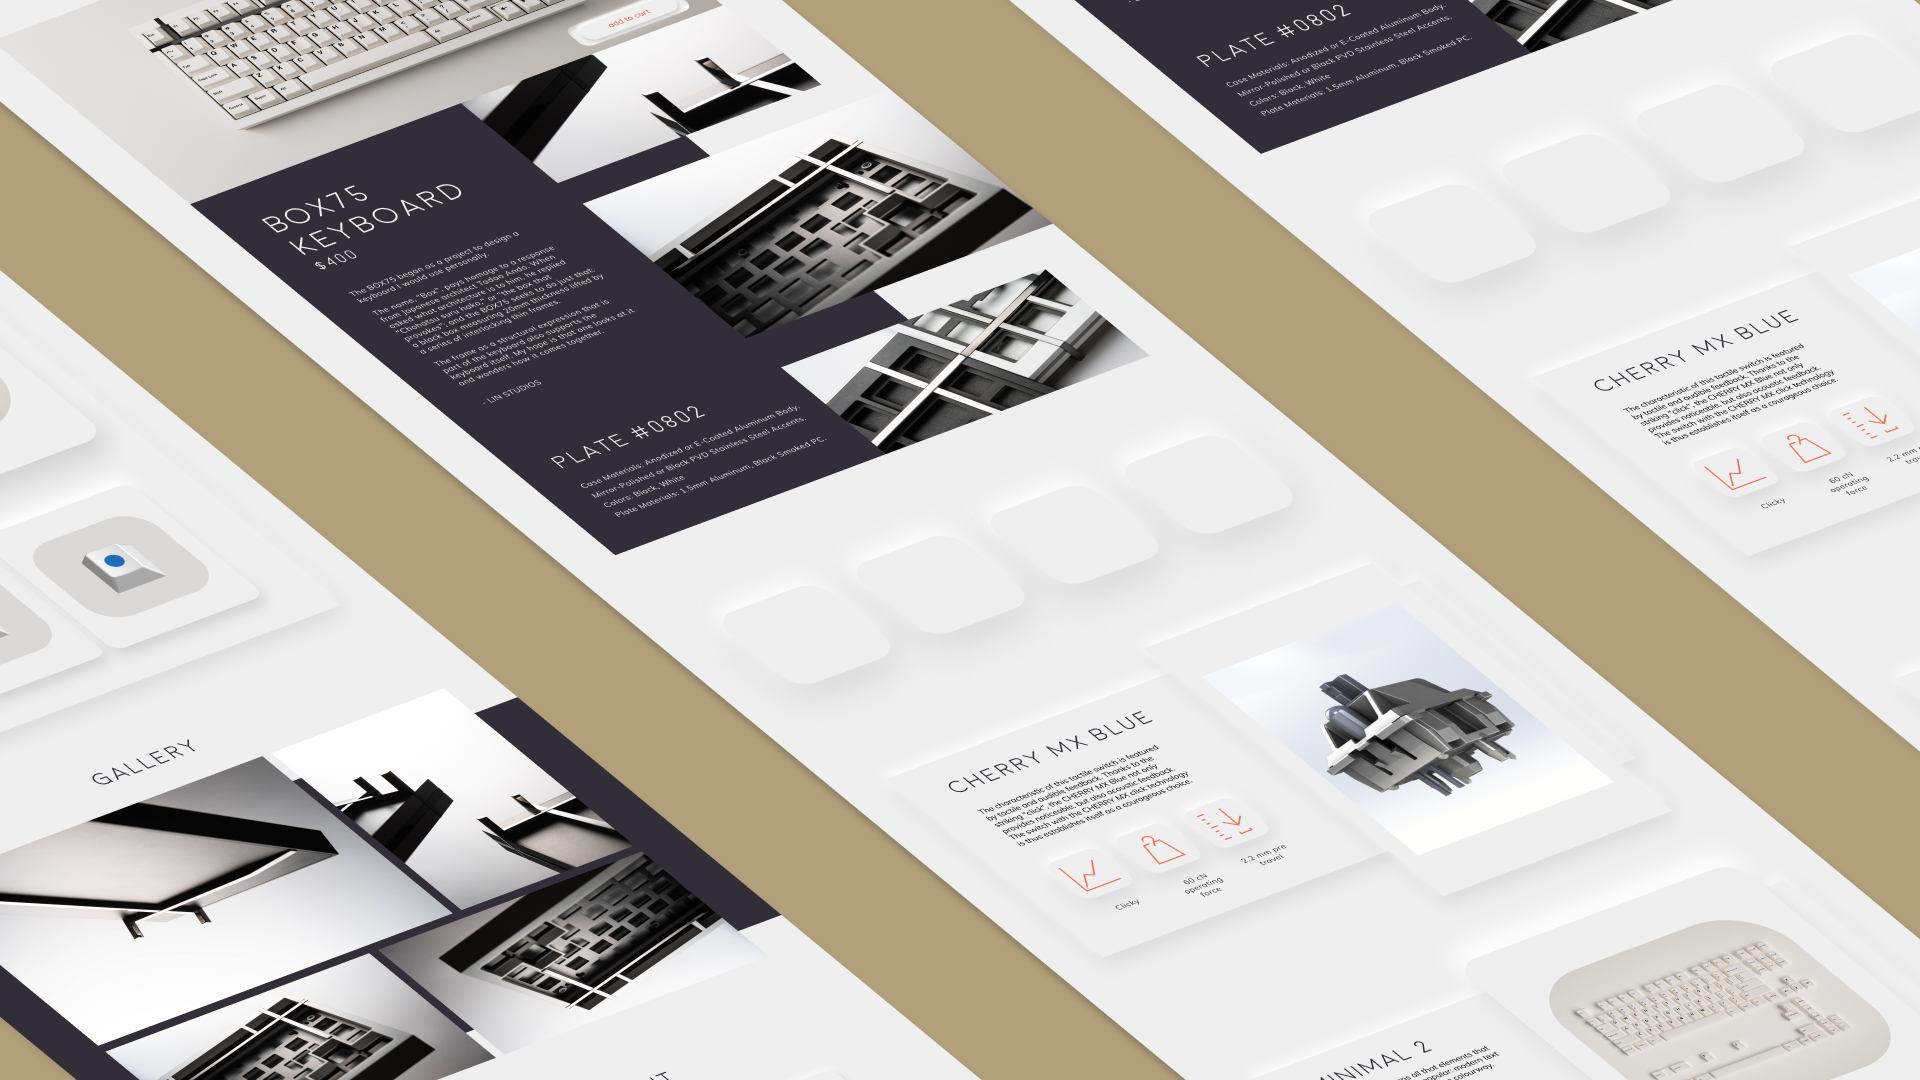 add to cart
BOX75
KEYBOARD
$400
The BOX75 began as a project to design a
keyboard I would use personally.
The name, "Box", pays homage to a response
from Japanese architect Tadao Ando. When
asked what architecture is to him, he replied
"Chohatsu suru hako," or "the box that
provokes"; and the BOX75 seeks to do just that:
a black box measuring 20mm thickness lifted by
a series of interlocking thin frames.
The frame as a structural expression that is
part of the keyboard also supports the
keyboard itself. My hope is that one looks at it
and wonders how it comes together.
- LIN STUDIOS
PLATE #0802
Case Materials: Anodized or E-Coated Aluminum Body.
Mirror-Polished or Black PVD Stainless Steel Accents.
Colors: Black, White
Plate Materials: 1.5mm Aluminum, Black Smoked PC.
PLATE #0802
Case Materials: Anodized or E-Coated Aluminum Body.
Mirror-Polished or Black PVD Stainless Steel Accents.
Colors: Black, White
Plate Materials: 1.5mm Aluminum, Black Smoked PC.
CHERRY MX BLUE
The characteristic of this tactile switch is featured
by tactile and audible feedback. Thanks to the
striking "click", the CHERRY MX Blue not only
provides noticeable, but also acoustic feedback.
The switch with the CHERRY MX click technology
is thus establishes itself as a courageous choice.
Clicky
60 cN
operating
force
2.2 mm
CHERRY MX BLUE
The characteristic of this tactile switch is featured
by tactile and audible feedback. Thanks to the
striking "click", the CHERRY MX Blue not only
provides noticeable, but also acoustic feedback.
The switch with the CHERRY MX click technology
is thus establishes itself as a courageous choice.
Clicky
60 cN
operating
force
2.2 mm pre
travel
GALLERY
MINIMAL 2
all that elements that
popular modern text
colourway.